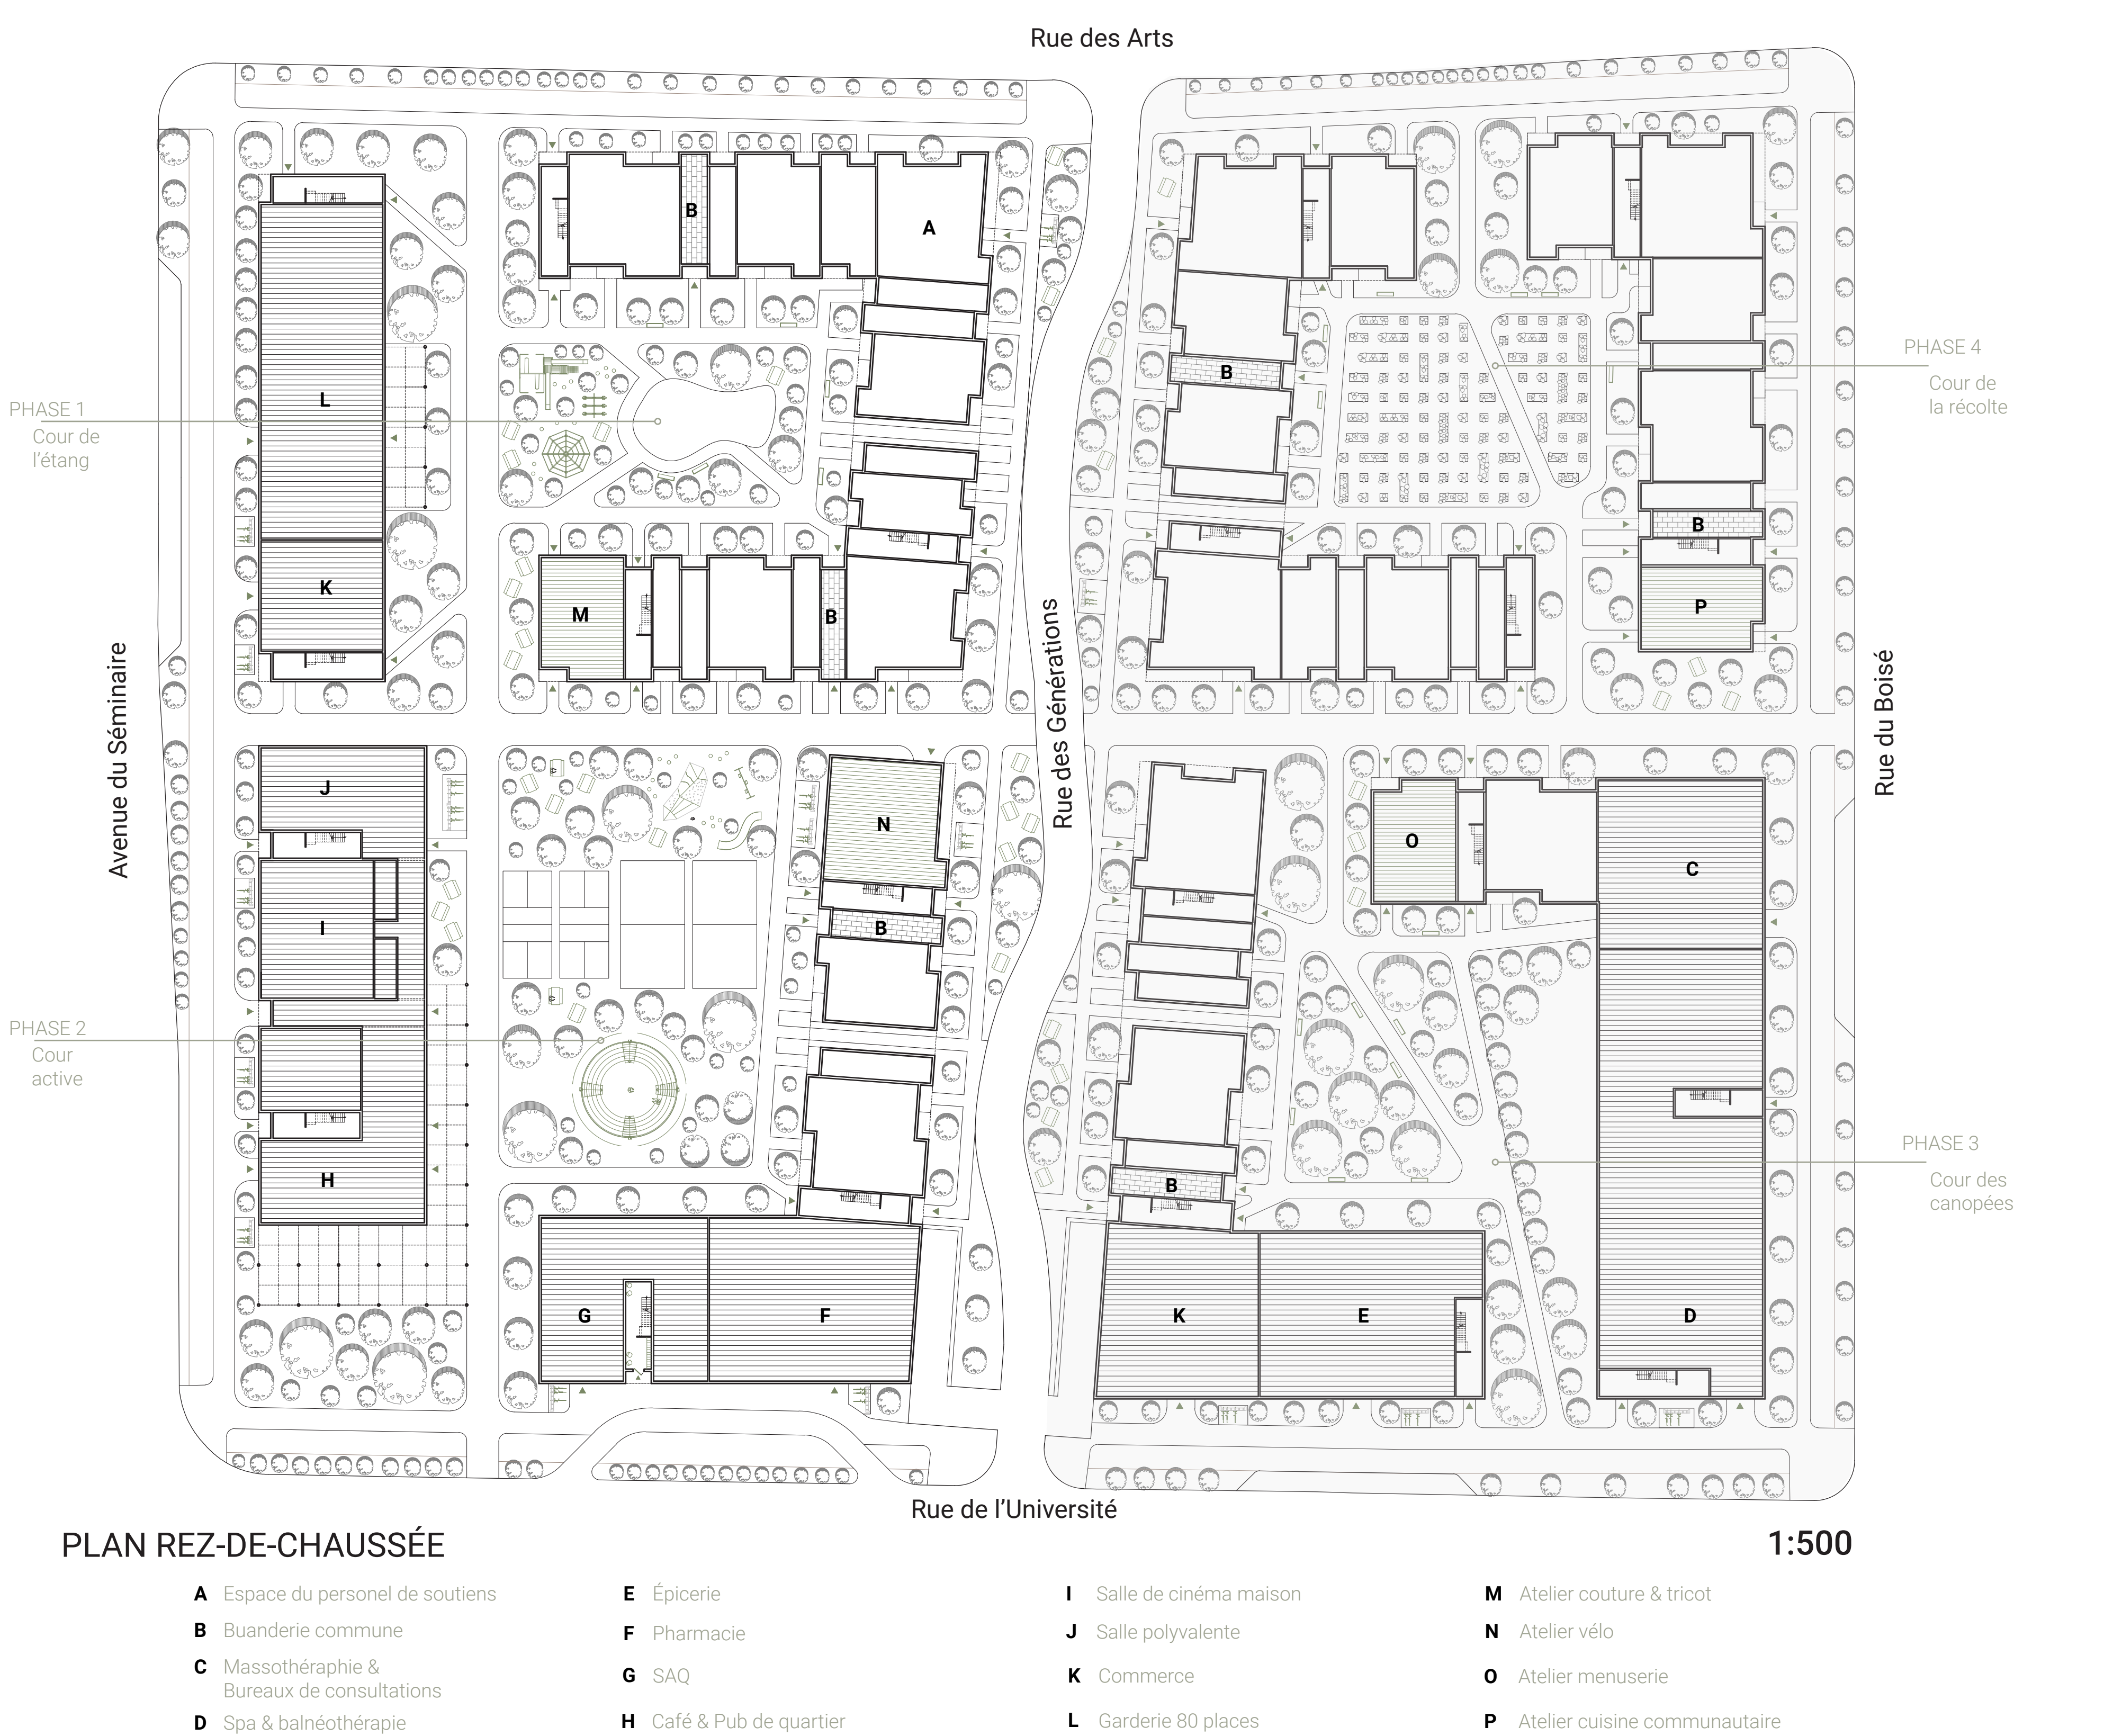 Rue des Arts
B
A
B
PHASE 4
Cour de
la récolte
PHASE 1
Cour de
l'étang
L
K
M
B
B
P
Avenue du Séminaire
Rue des Générations
Rue du Boisé
J
N
O
C
I
B
PHASE 2
Cour
active
H
PHASE 3
Cour des
canopées
B
G
F
K
E
D
Rue de l'Université
PLAN REZ-DE-CHAUSSÉE
1:500
A Espace du personel de soutiens
B Buanderie commune
C Massothéraphie &
Bureaux de consultations
D Spa & balnéothérapie
E Épicerie
F Pharmacie
G SAQ
H Café & Pub de quartier
I Salle de cinéma maison
J Salle polyvalente
K Commerce
L Garderie 80 places
M Atelier couture & tricot
N Atelier vélo
O Atelier menuserie
P Atelier cuisine communautaire